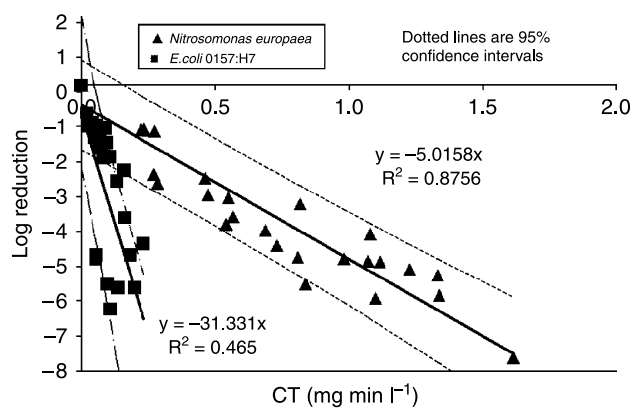 2
1
0
−1
−2
−3
−4
−5
−6
−7
−8
0.0
0.5
1.0
1.5
2.0
Log reduction
CT (mg min l⁻¹)
Nitrosomonas europaea
E.coli 0157:H7
Dotted lines are 95%
confidence intervals
y = −5.0158x
R² = 0.8756
y = −31.331x
R² = 0.465